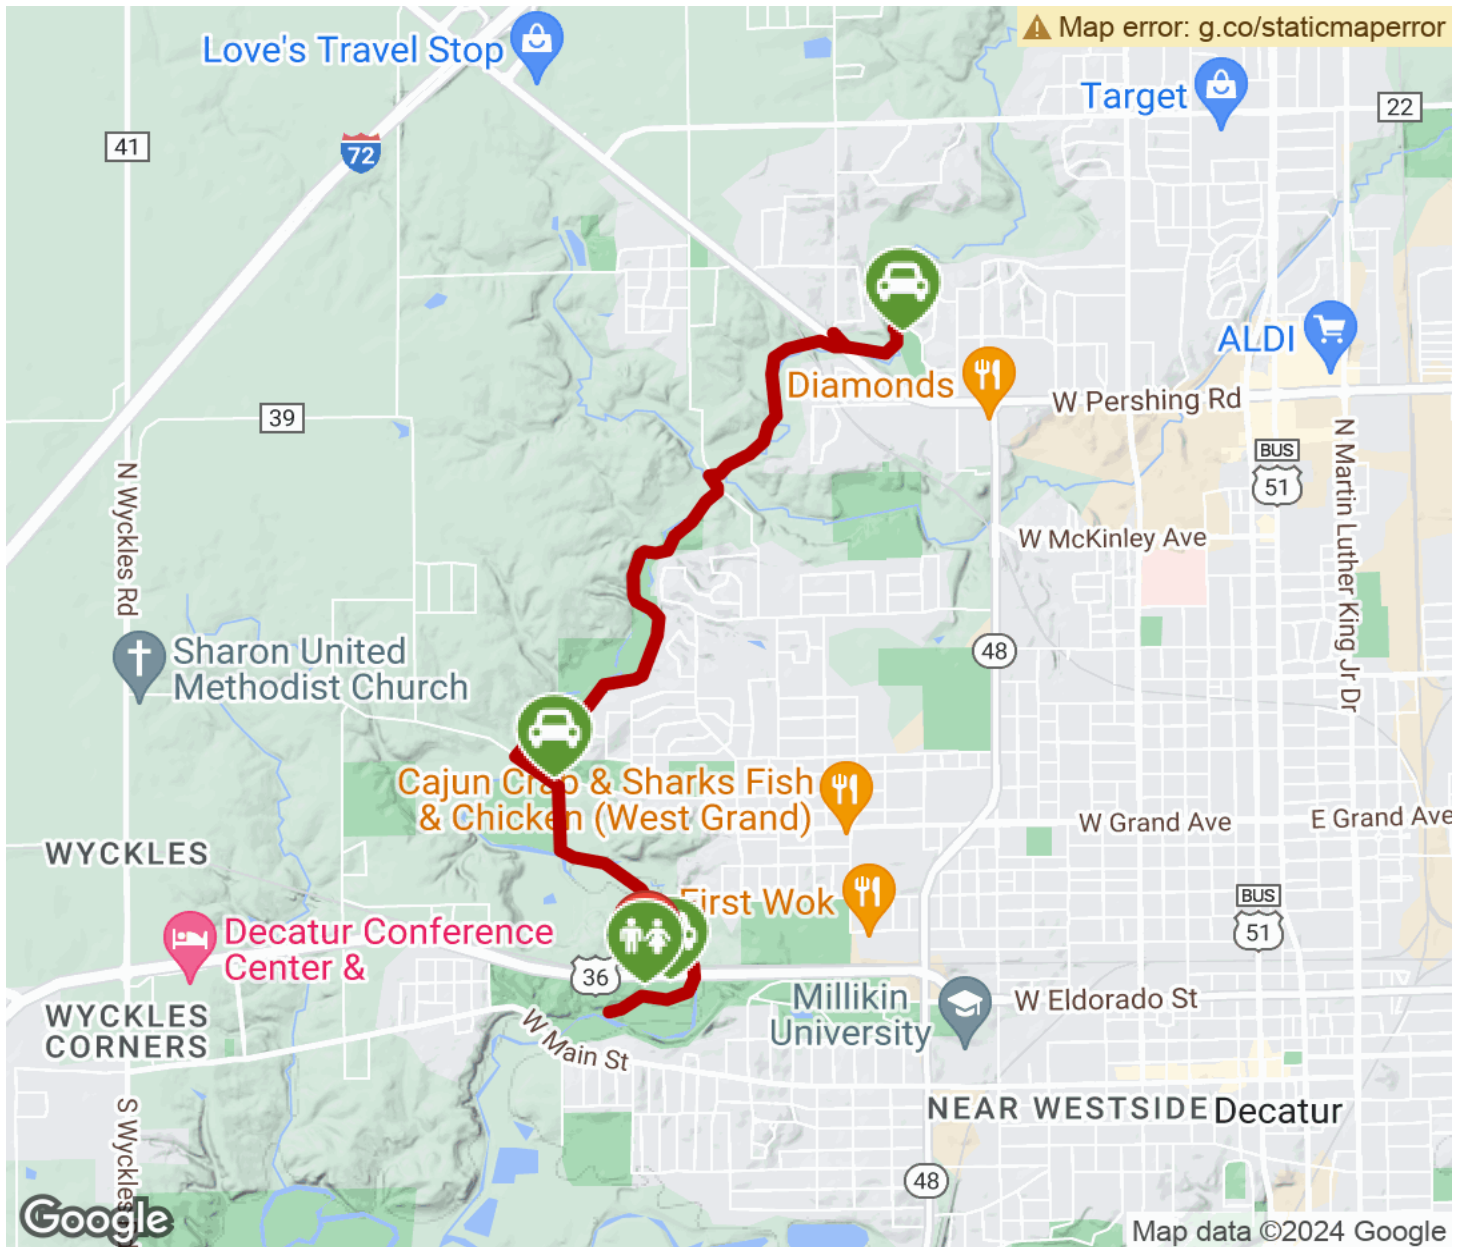 Map error: g.co/staticmaperror
Love's Travel Stop
Target
22
41
72
ALDI
Diamonds
W Pershing Rd
39
BUS
51
N Martin Luther King Jr Dr
N Wyckles Rd
W McKinley Ave
48
Sharon United
Methodist Church
Cajun Crab & Sharks Fish
& Chicken (West Grand)
W Grand Ave
E Grand Ave
WYCKLES
First Wok
BUS
51
Decatur Conference
Center &
36
Millikin
University
W Eldorado St
WYCKLES
CORNERS
W Main St
NEAR WESTSIDE
Decatur
S Wyckles
48
Google
Map data ©2024 Google